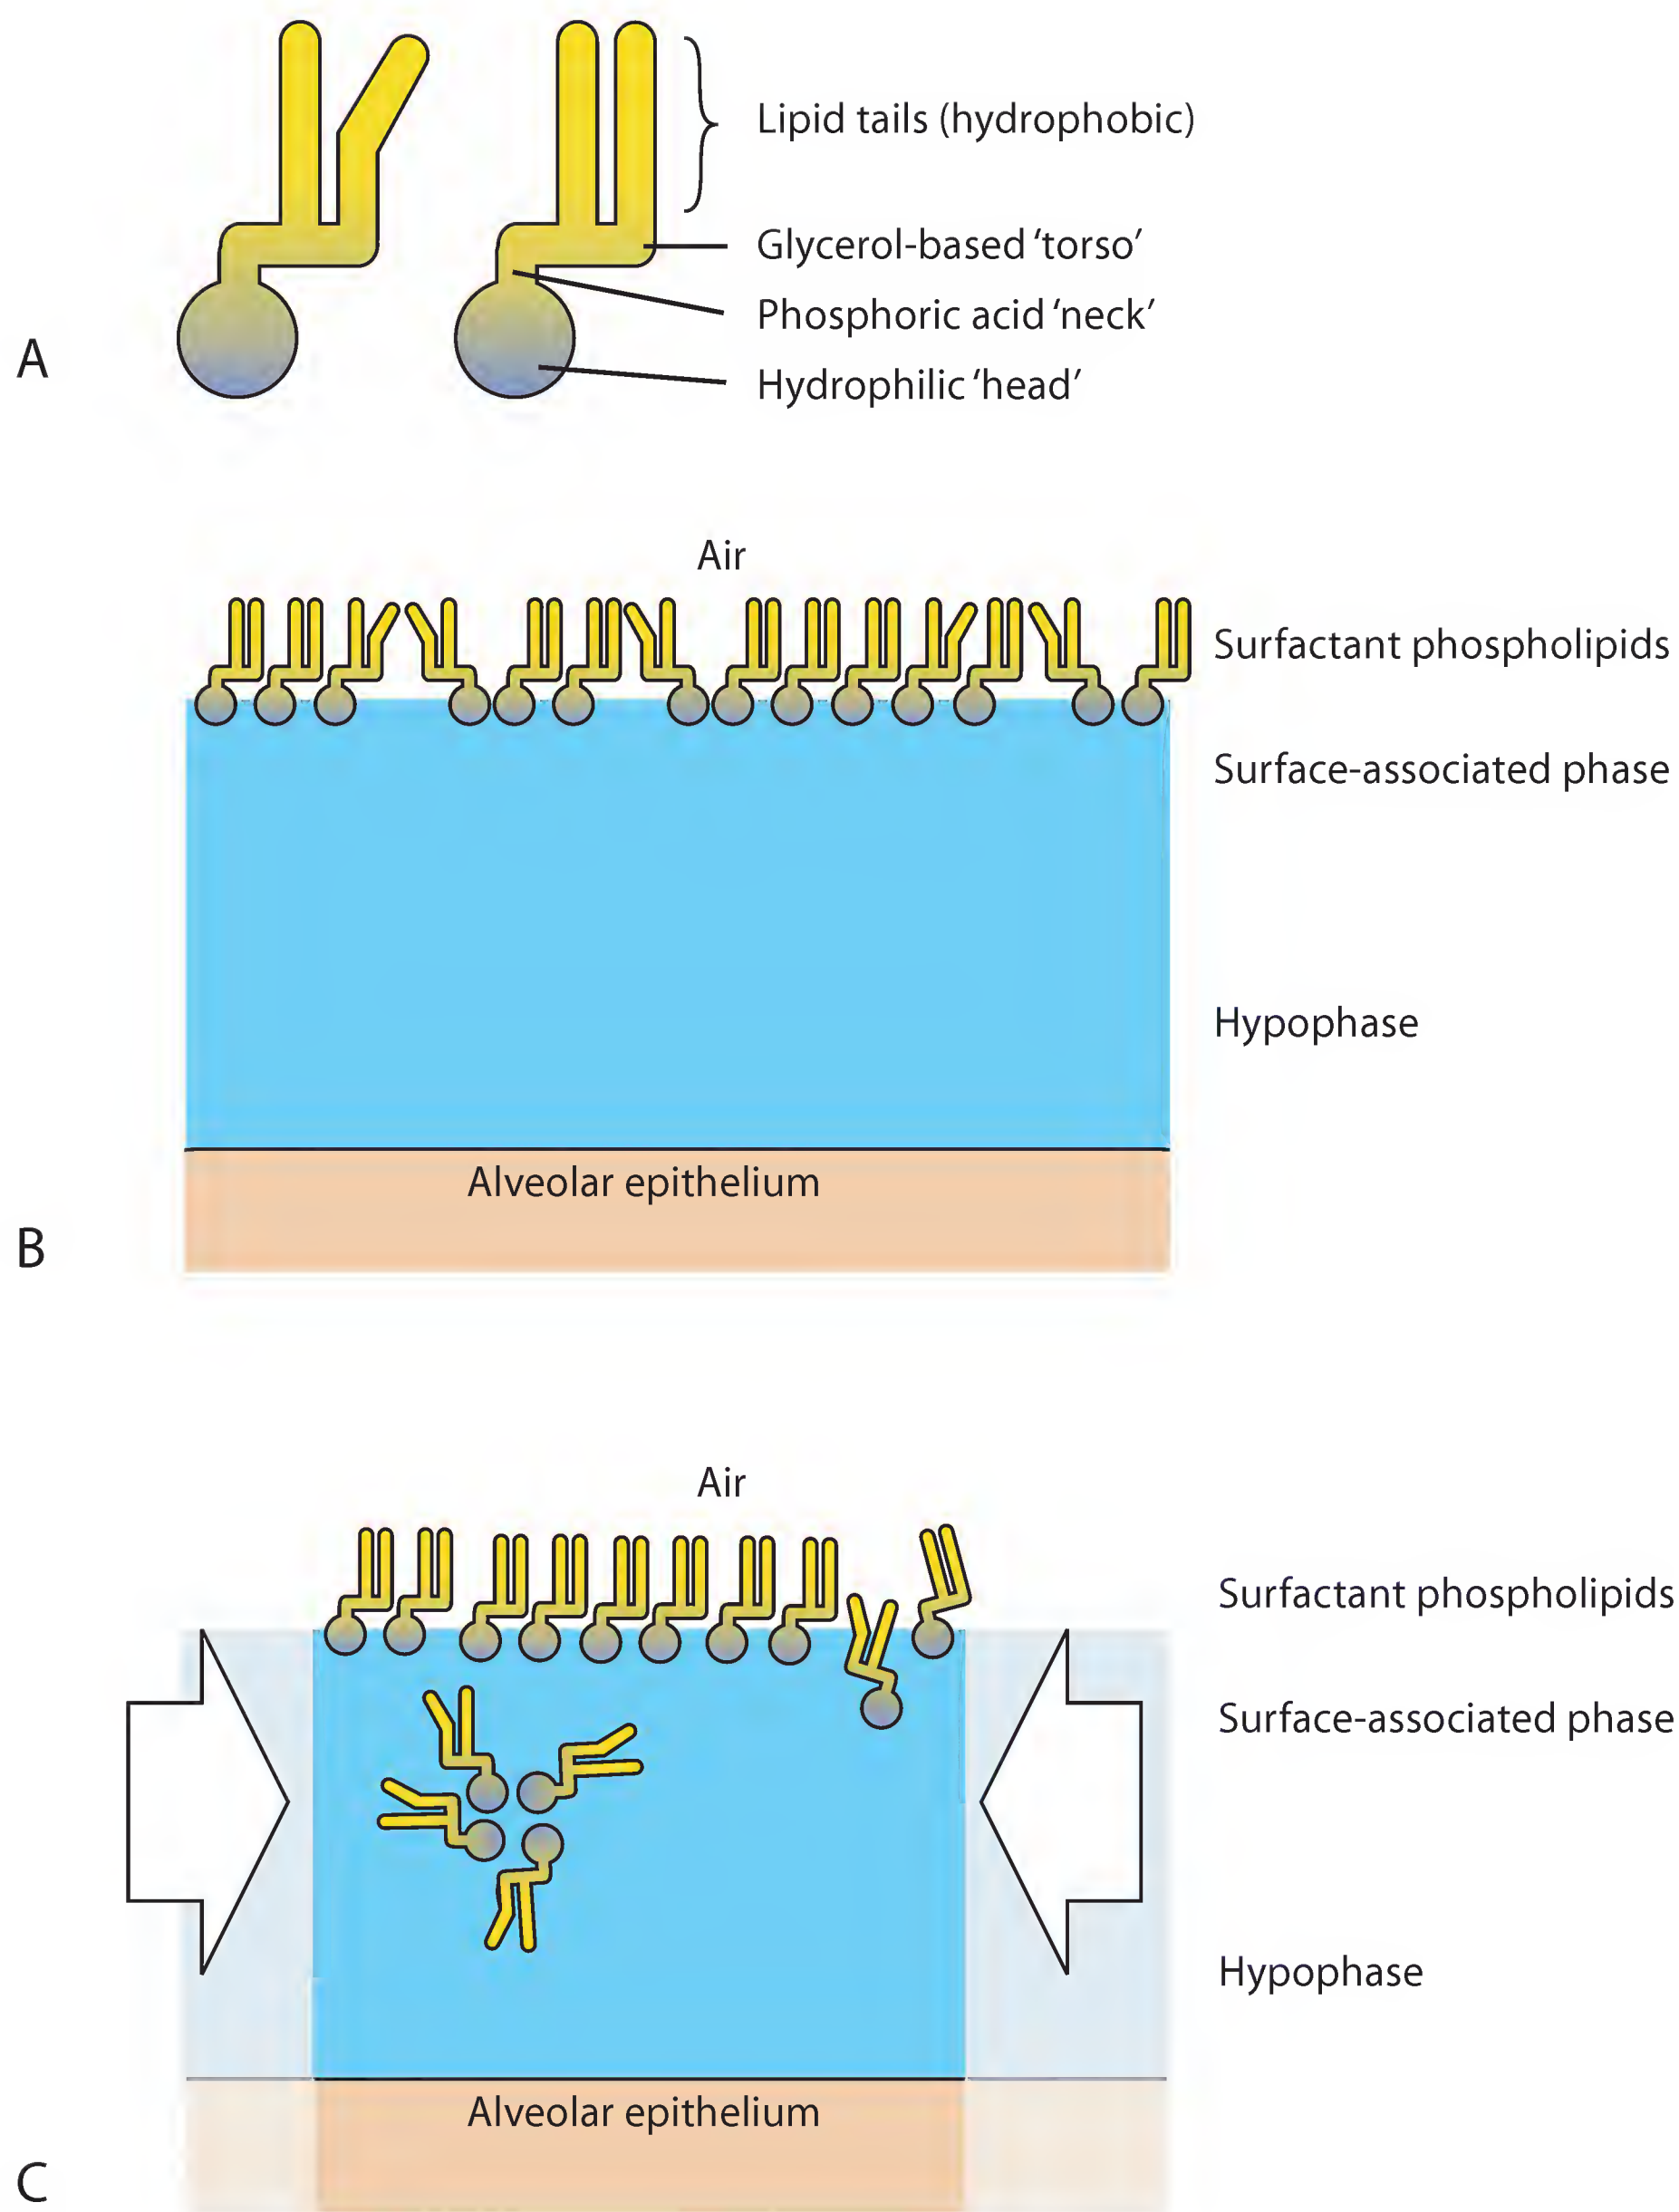 Lipid tails (hydrophobic)
Glycerol-based ‘torso’
Phosphoric acid ‘neck’
Hydrophilic ‘head’
A
Air
Surfactant phospholipids
Surface-associated phase
Hypophase
Alveolar epithelium
B
Air
Surfactant phospholipids
Surface-associated phase
Hypophase
Alveolar epithelium
C